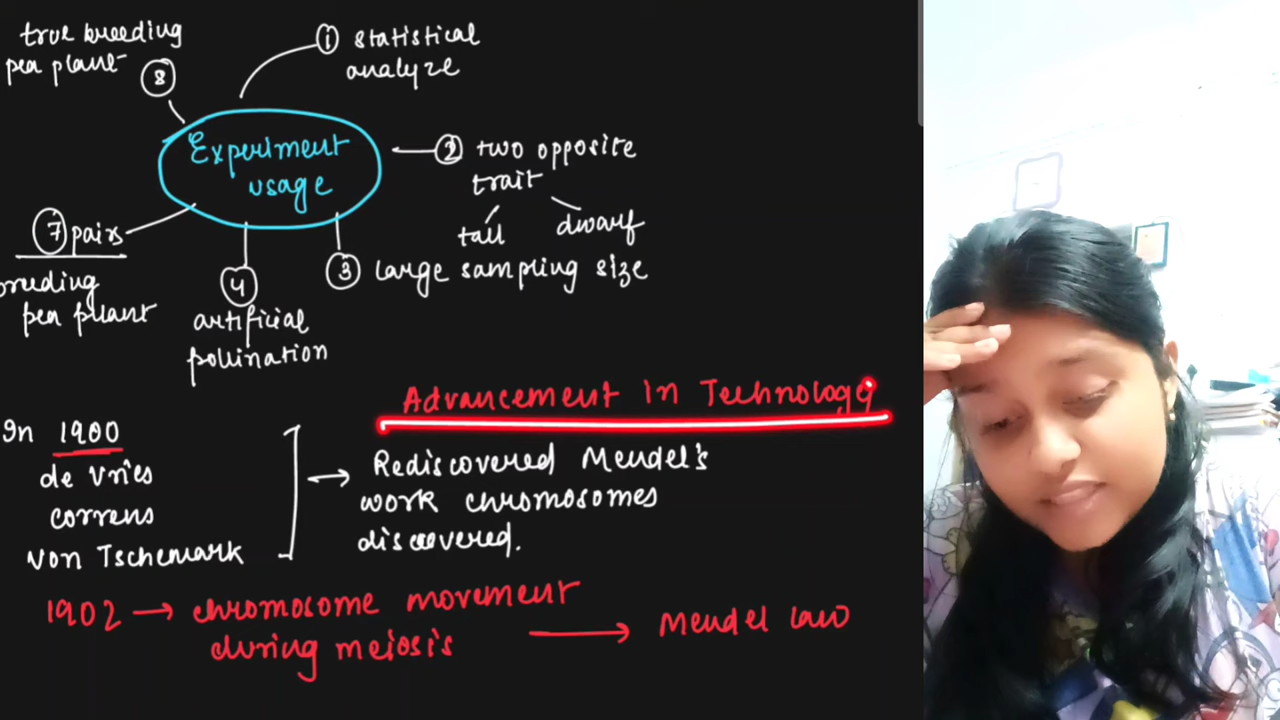 true breeding
pea plant
⑧
① statistical
analyze
Experiment
usage
② two opposite
trait
tall dwarf
③ large sampling size
④
artificial
pollination
⑦ pairs
breeding
pea plant
Advancement In Technology
In 1900
de Vries
correns
von Tschemark
→ Rediscovered Mendel's
work chromosomes
discovered.
1902 → chromosome movement
during meiosis → Mendel law